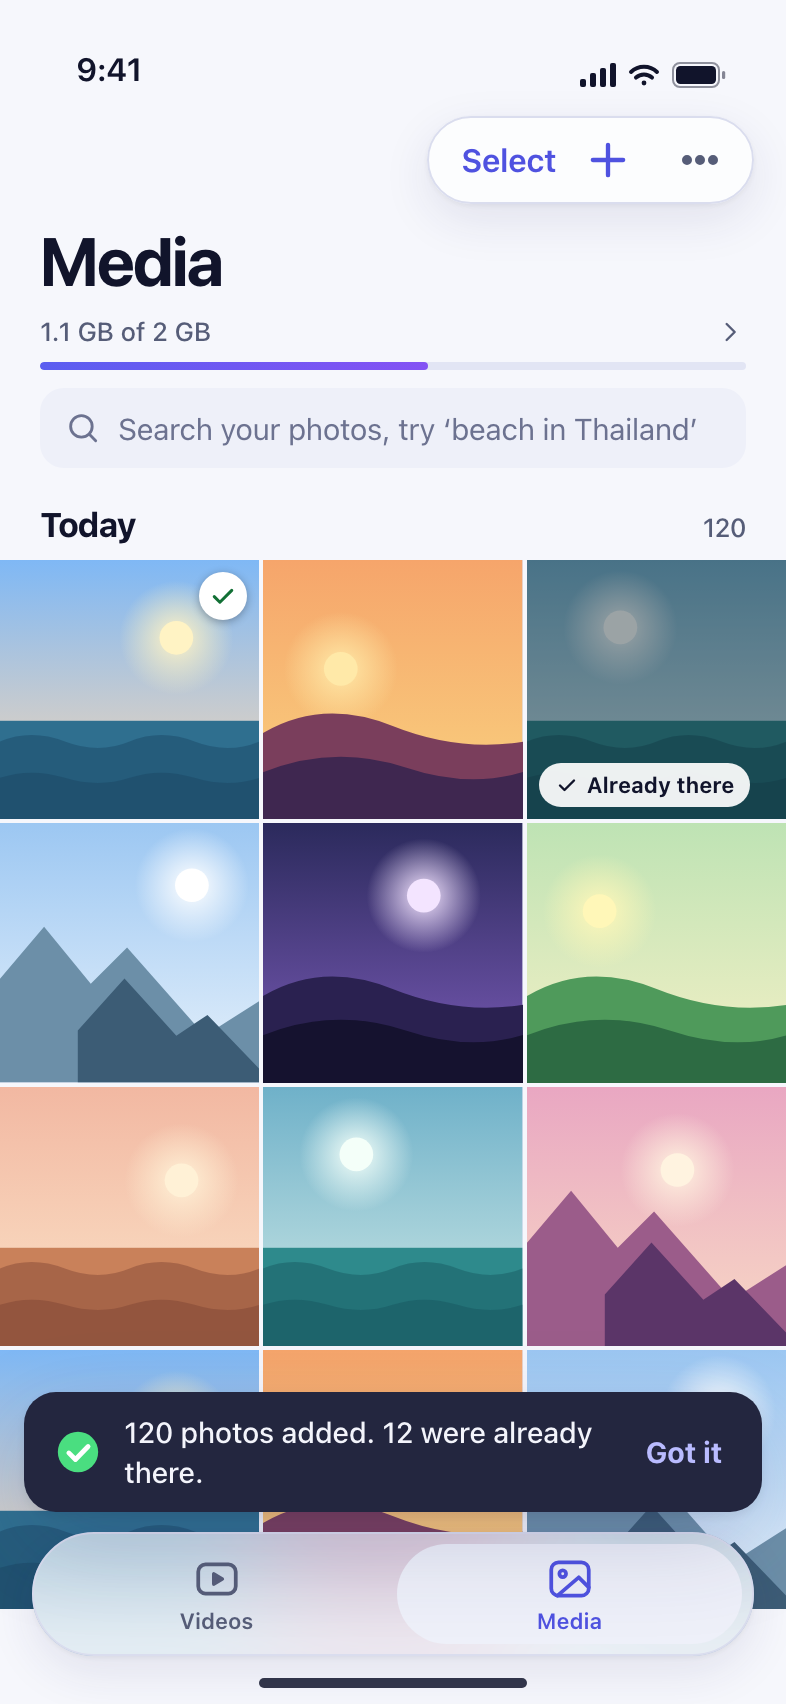 9:41
Select
Media
1.1 GB of 2 GB
Search your photos, try ‘beach in Thailand’
Today
120
Already there
120 photos added. 12 were already
there.
Got it
Videos
Media